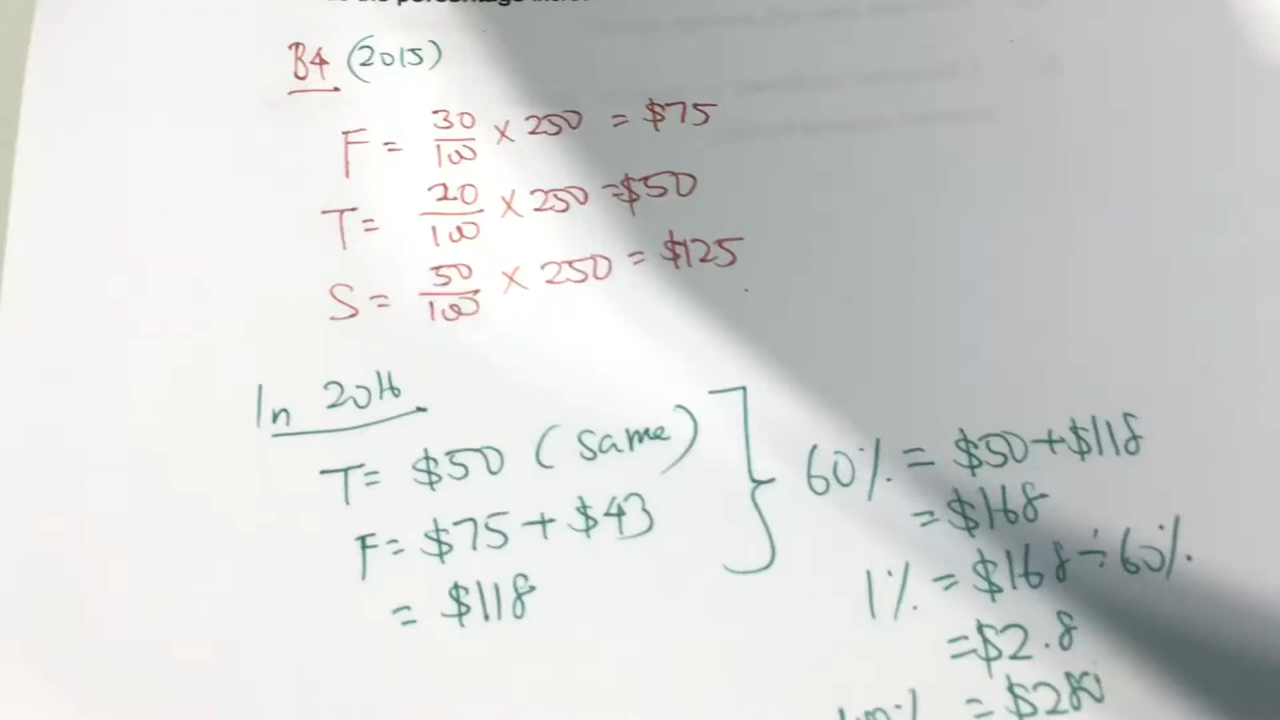 B4 (2015)
F = 30/100 × 250 = $75
T = 20/100 × 250 = $50
S = 50/100 × 250 = $125
In 2016
T = $50 (same)
F = $75 + $43
= $118
60% = $50 + $118
= $168
1% = $168 ÷ 60%
= $2.8
= $280